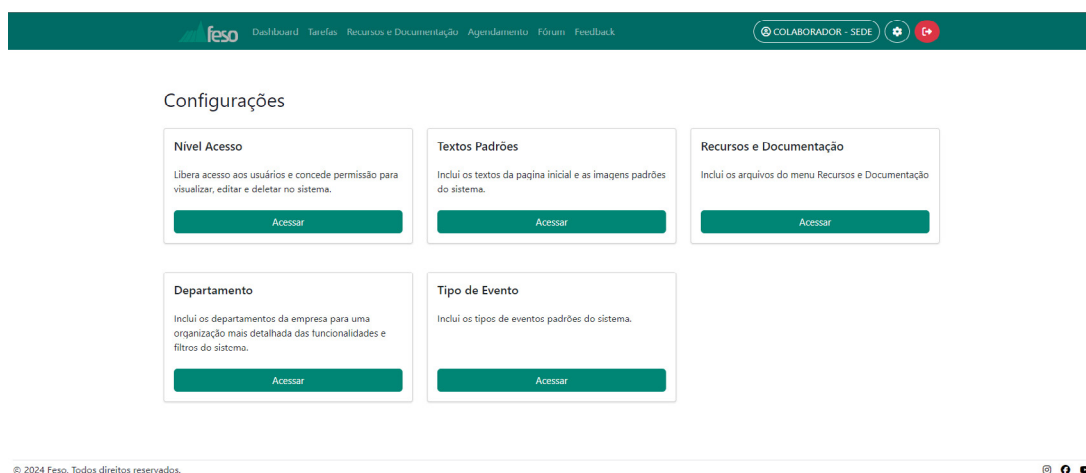 feso Dashboard Tarefas Recursos e Documentação Agendamento Fórum Feedback COLABORADOR - SEDE
Configurações
Nível Acesso
Libera acesso aos usuários e concede permissão para
visualizar, editar e deletar no sistema.
Acessar
Textos Padrões
Inclui os textos da pagina inicial e as imagens padrões
do sistema.
Acessar
Recursos e Documentação
Inclui os arquivos do menu Recursos e Documentação
Acessar
Departamento
Inclui os departamentos da empresa para uma
organização mais detalhada das funcionalidades e
filtros do sistema.
Acessar
Tipo de Evento
Inclui os tipos de eventos padrões do sistema.
Acessar
© 2024 Feso. Todos direitos reservados.